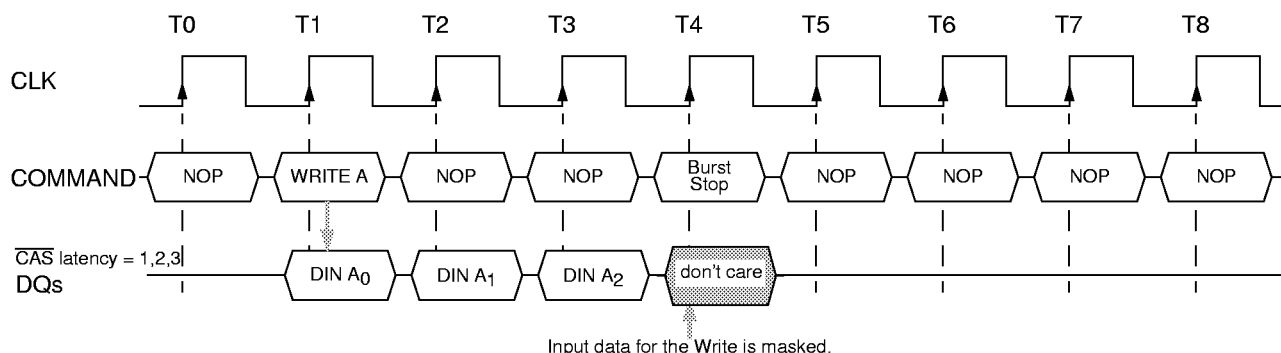 T0 T1 T2 T3 T4 T5 T6 T7 T8
CLK
COMMAND NOP WRITE A NOP NOP Burst Stop NOP NOP NOP NOP
CAS latency = 1,2,3
DQs DIN A0 DIN A1 DIN A2 don't care
Input data for the Write is masked.